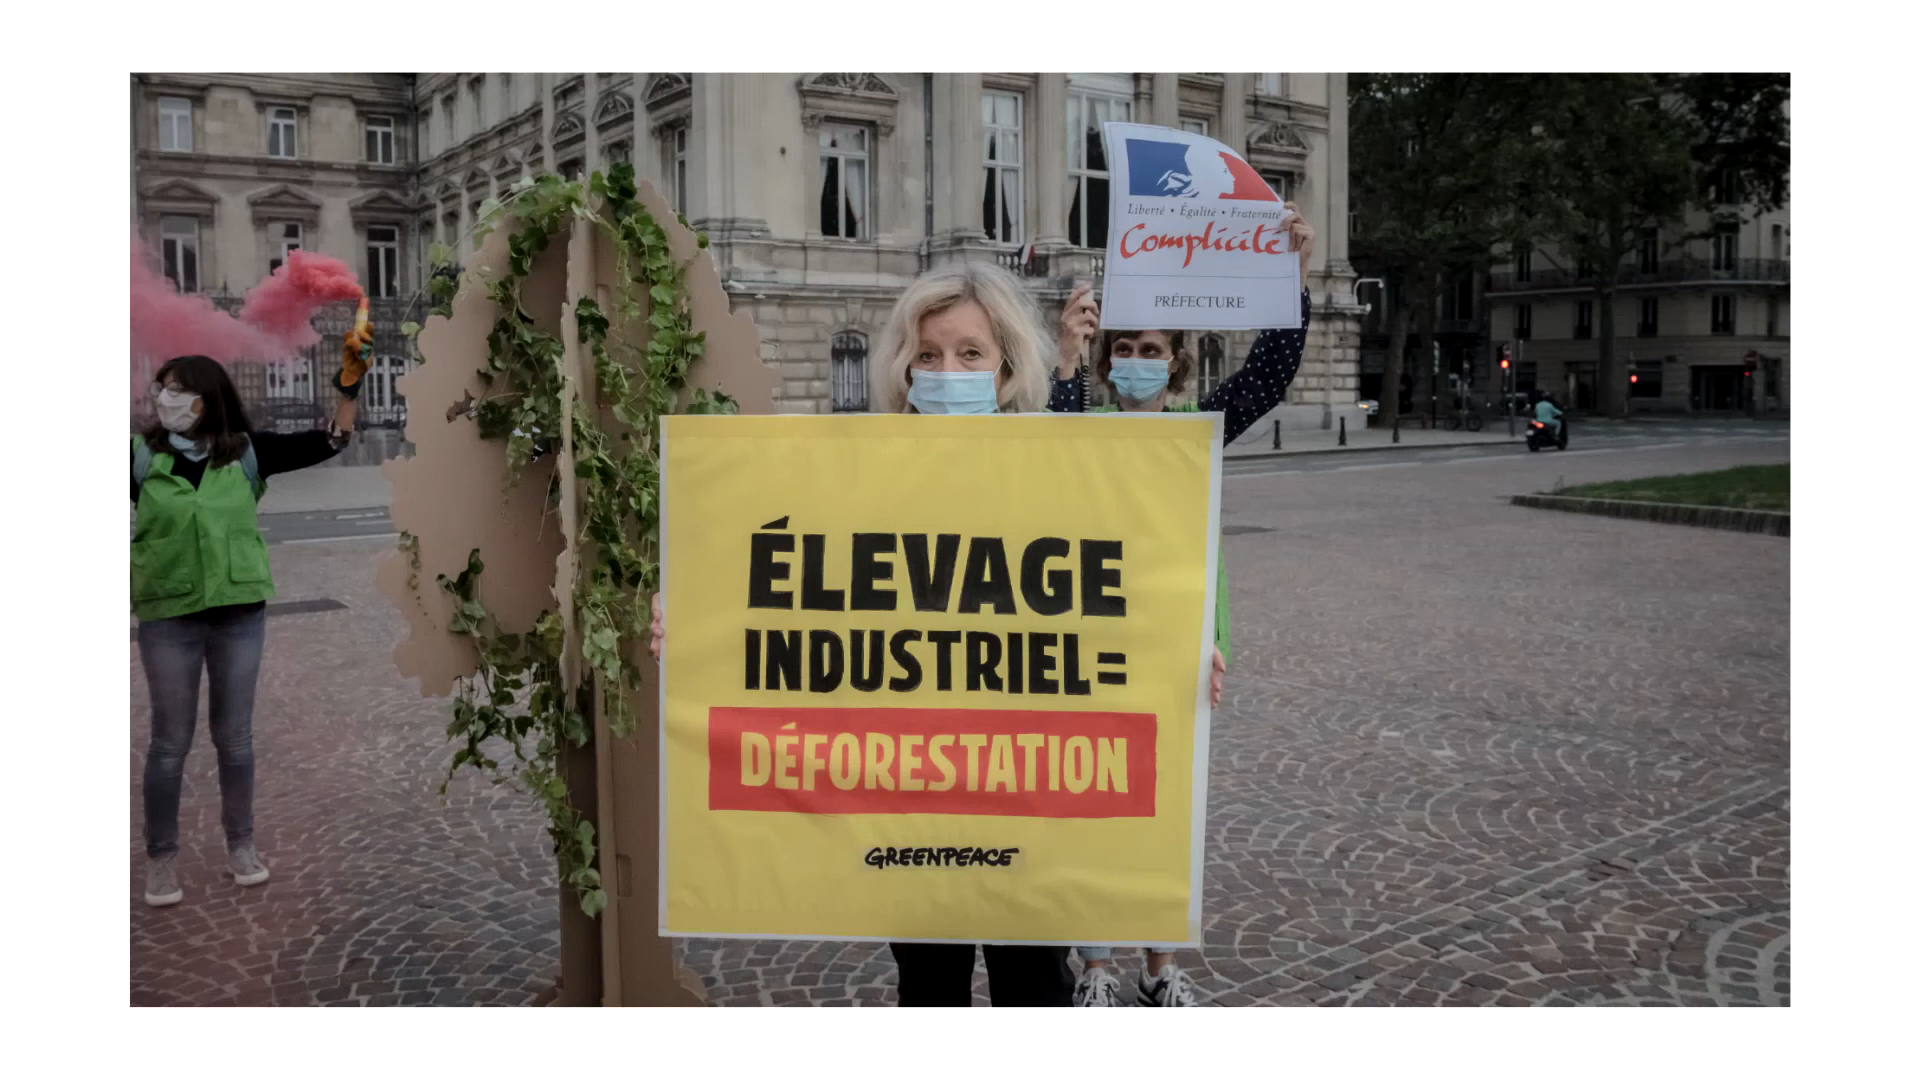 Liberté • Égalité • Fraternité
Complicité
PRÉFECTURE
ÉLEVAGE
INDUSTRIEL=
DÉFORESTATION
GREENPEACE